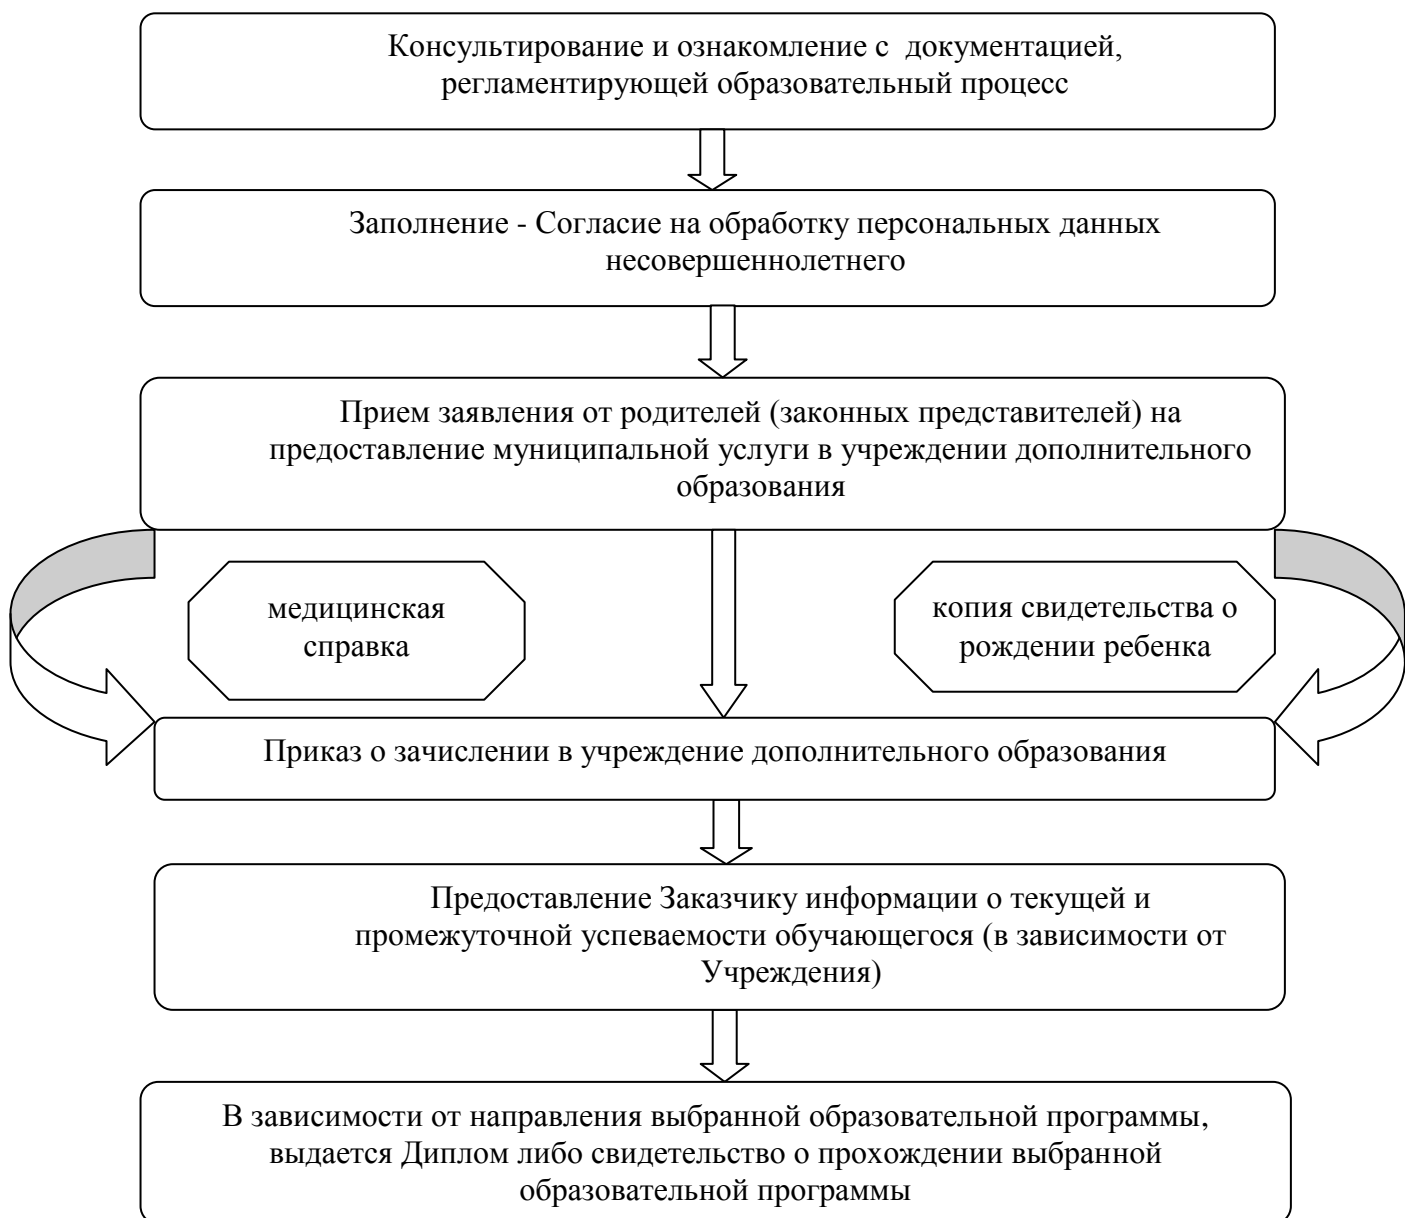 Консультирование и ознакомление с документацией,
регламентирующей образовательный процесс
Заполнение - Согласие на обработку персональных данных
несовершеннолетнего
Прием заявления от родителей (законных представителей) на
предоставление муниципальной услуги в учреждении дополнительного
образования
медицинская
справка
копия свидетельства о
рождении ребенка
Приказ о зачислении в учреждение дополнительного образования
Предоставление Заказчику информации о текущей и
промежуточной успеваемости обучающегося (в зависимости от
Учреждения)
В зависимости от направления выбранной образовательной программы,
выдается Диплом либо свидетельство о прохождении выбранной
образовательной программы